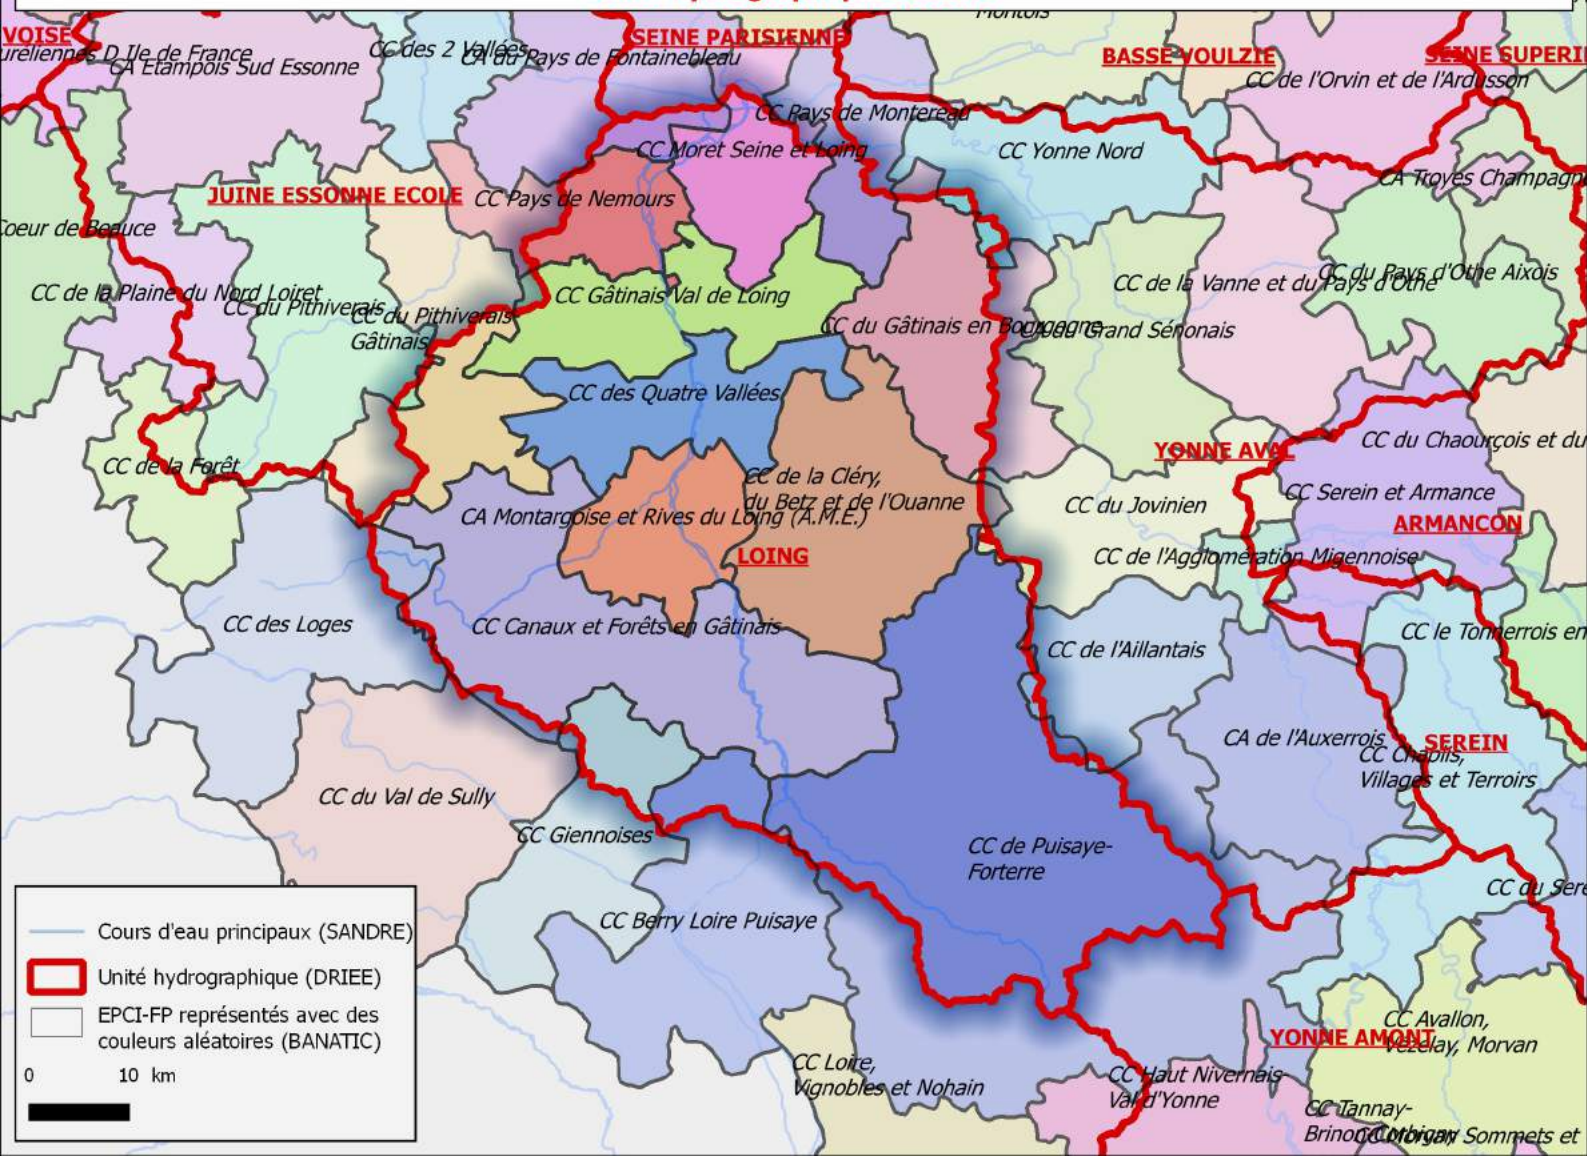 Montois
VOISE
SEINE PARISIENNE
BASSE VOULZIE
SEINE SUPERI
D Ile de France
CA Etampois Sud Essonne
CC des 2 Vallées
CA du Pays de Fontainebleau
CC de l'Orvin et de l'Ardusson
CC Pays de Montereau
CC Moret Seine et Loing
CC Yonne Nord
CA Troyes Champagn
JUINE ESSONNE ECOLE
CC Pays de Nemours
Coeur de Beauce
CC de la Plaine du Nord Loiret
CC du Pithiverais
CC du Pithiverais-
Gâtinais
CC Gâtinais Val de Loing
CC de la Vanne et du Pays d'Othe
CC du Pays d'Othe Aixois
CC du Gâtinais en Bourgogne
CA du Grand Sénonais
CC des Quatre Vallées
CC de la Forêt
YONNE AVAL
CC du Chaourçois et du
CC de la Cléry,
du Betz et de l'Ouanne
CA Montargoise et Rives du Loing (A.M.E.)
CC du Jovinien
CC Serein et Armance
ARMANCON
LOING
CC de l'Agglomération Migennoise
CC des Loges
CC Canaux et Forêts en Gâtinais
CC de l'Aillantais
CC le Tonnerrois en
CA de l'Auxerrois
SEREIN
CC Chablis,
Villages et Terroirs
CC du Val de Sully
CC Giennoises
CC de Puisaye-
Forterre
CC du Sere
CC Berry Loire Puisaye
Cours d'eau principaux (SANDRE)
Unité hydrographique (DRIEE)
EPCI-FP représentés avec des
couleurs aléatoires (BANATIC)
0 10 km
CC Avallon,
Vézelay, Morvan
YONNE AMONT
CC Loire,
Vignobles et Nohain
CC Haut Nivernais-
Val d'Yonne
CC Tannay-
Brinon-Corbigny
CC Morvan Sommets et